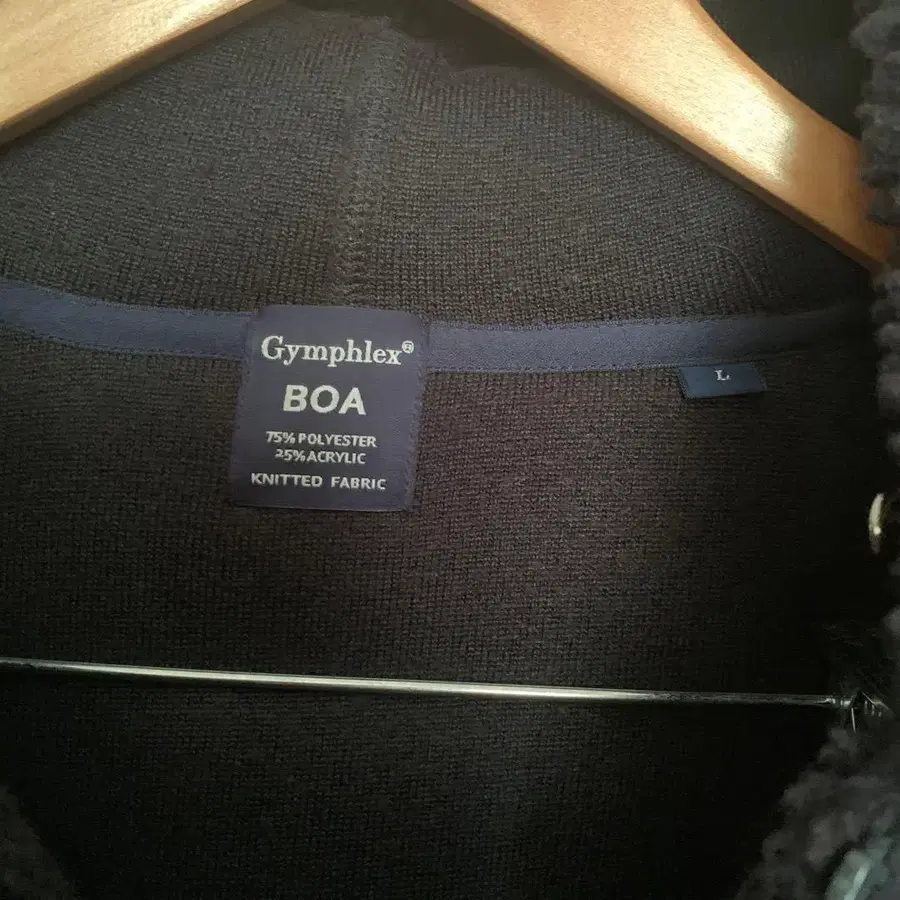 Gymphlex®
BOA
75% POLYESTER
25% ACRYLIC
KNITTED FABRIC
L